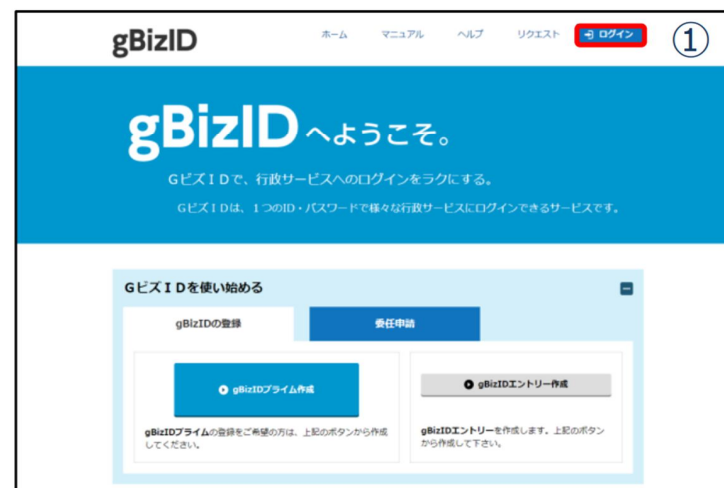 gBizID
ホーム マニュアル ヘルプ リクエスト ログイン
①
gBizIDへようこそ。
GビズIDで、行政サービスへのログインをラクにする。
GビズIDは、1つのID・パスワードで様々な行政サービスにログインできるサービスです。
GビズIDを使い始める
gBizIDの登録 委任申請
gBizIDプライム作成
gBizIDエントリー作成
gBizIDプライムの登録をご希望の方は、上記のボタンから作成
してください。
gBizIDエントリーを作成します。上記のボタン
から作成して下さい。